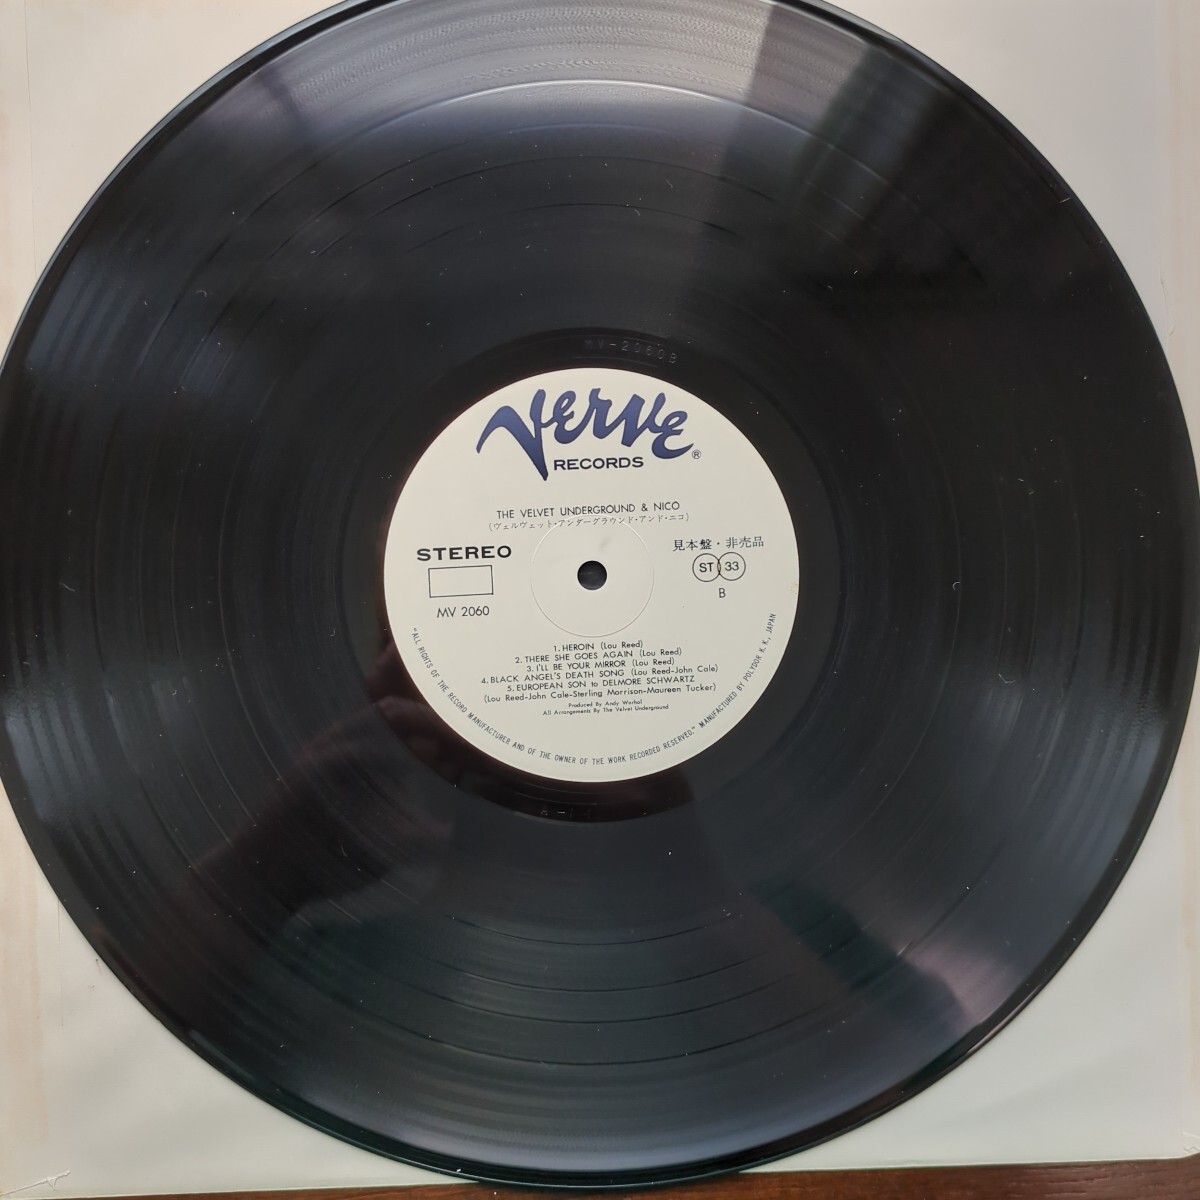 MV-2060B
VERVE ®
RECORDS
THE VELVET UNDERGROUND & NICO
(ヴェルヴェット・アンダーグラウンド・アンド・ニコ)
STEREO
見本盤・非売品
ST 33
MV 2060
B
1. HEROIN (Lou Reed)
2. THERE SHE GOES AGAIN (Lou Reed)
3. I'LL BE YOUR MIRROR (Lou Reed)
4. BLACK ANGEL'S DEATH SONG (Lou Reed-John Cale)
5. EUROPEAN SON to DELMORE SCHWARTZ
(Lou Reed-John Cale-Sterling Morrison-Maureen Tucker)
Produced By Andy Warhol
All Arrangements By The Velvet Underground
"ALL RIGHTS OF THE RECORD MANUFACTURER AND OF THE OWNER OF THE WORK RECORDED RESERVED." MANUFACTURED BY POLYDOR K. K., JAPAN